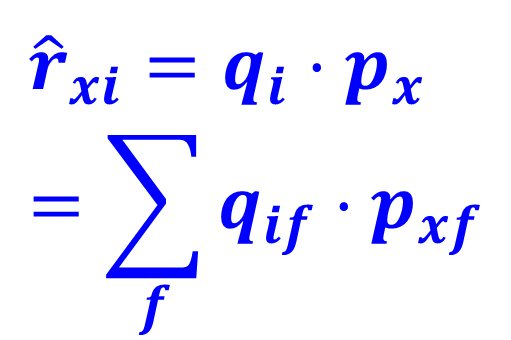 r̂_xi = q_i · p_x
= ∑_f q_if · p_xf